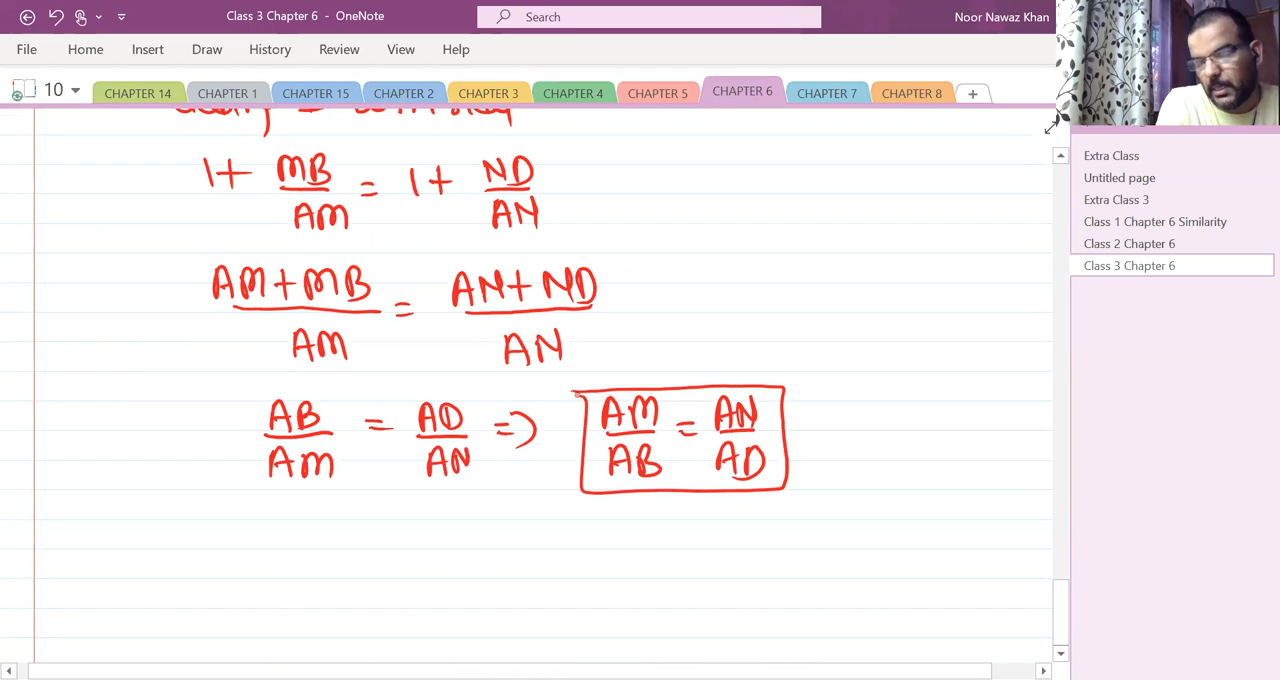 Class 3 Chapter 6 - OneNote
Search
Noor Nawaz Khan
File Home Insert Draw History Review View Help
10 CHAPTER 14 CHAPTER 1 CHAPTER 15 CHAPTER 2 CHAPTER 3 CHAPTER 4 CHAPTER 5 CHAPTER 6 CHAPTER 7 CHAPTER 8 +
1 + MB/AM = 1 + ND/AN
AM + MB/AM = AN + ND/AN
AB/AM = AD/AN => AM/AB = AN/AD
Extra Class
Untitled page
Extra Class 3
Class 1 Chapter 6 Similarity
Class 2 Chapter 6
Class 3 Chapter 6